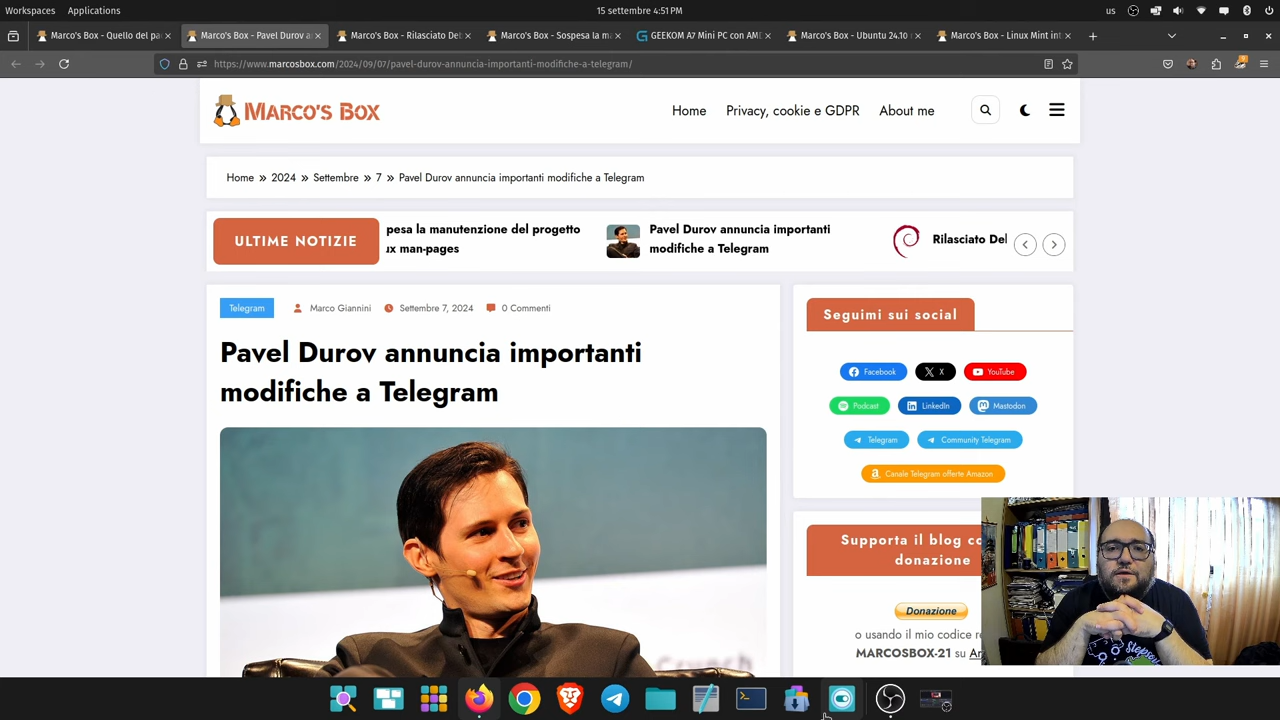 Workspaces Applications 15 settembre 4:51 PM us
Marco's Box - Quello del pa Marco's Box - Pavel Durov a Marco's Box - Rilasciato Deb Marco's Box - Sospesa la m GEEKOM A7 Mini PC con AMD Marco's Box - Ubuntu 24.10 Marco's Box - Linux Mint int
https://www.marcosbox.com/2024/09/07/pavel-durov-annuncia-importanti-modifiche-a-telegram/
MARCO'S BOX Home Privacy, cookie e GDPR About me
Home » 2024 » Settembre » 7 » Pavel Durov annuncia importanti modifiche a Telegram
ULTIME NOTIZIE
pesa la manutenzione del progetto
ux man-pages
Pavel Durov annuncia importanti
modifiche a Telegram
Rilasciato Del
Telegram Marco Giannini Settembre 7, 2024 0 Commenti
Pavel Durov annuncia importanti
modifiche a Telegram
Seguimi sui social
Facebook X YouTube
Podcast LinkedIn Mastodon
Telegram Community Telegram
Canale Telegram offerte Amazon
Supporta il blog co
donazione
Donazione
o usando il mio codice re
MARCOSBOX-21 su